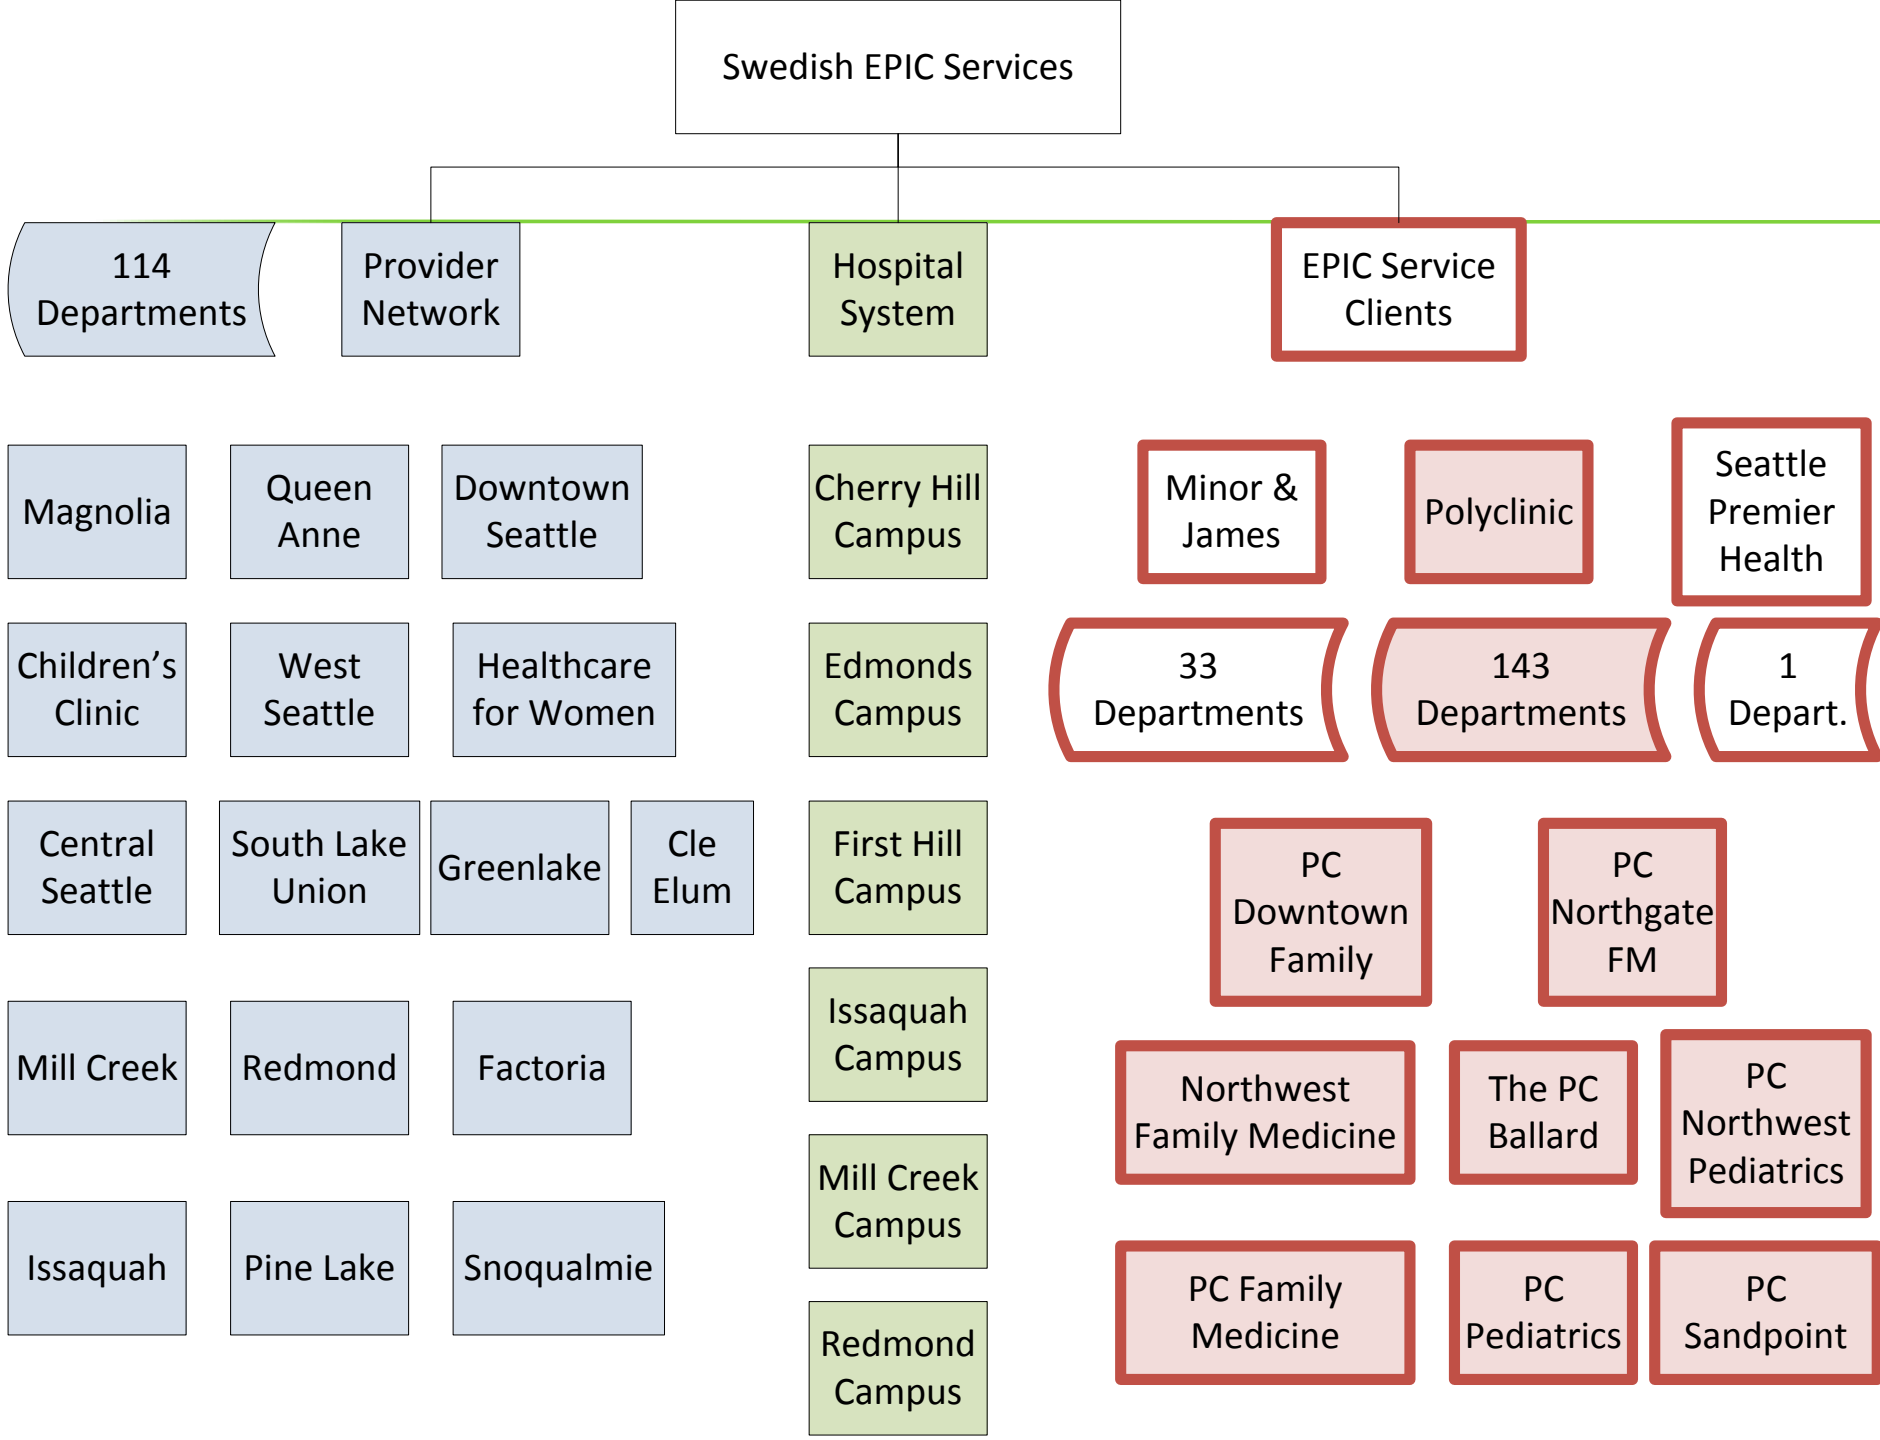 Swedish EPIC Services
114
Departments
Provider
Network
Hospital
System
EPIC Service
Clients
Magnolia
Queen
Anne
Downtown
Seattle
Cherry Hill
Campus
Minor &
James
Polyclinic
Seattle
Premier
Health
Children’s
Clinic
West
Seattle
Healthcare
for Women
Edmonds
Campus
33
Departments
143
Departments
1
Depart.
Central
Seattle
South Lake
Union
Greenlake
Cle
Elum
First Hill
Campus
PC
Downtown
Family
PC
Northgate
FM
Mill Creek
Redmond
Factoria
Issaquah
Campus
Northwest
Family Medicine
The PC
Ballard
PC
Northwest
Pediatrics
Mill Creek
Campus
Issaquah
Pine Lake
Snoqualmie
PC Family
Medicine
PC
Pediatrics
PC
Sandpoint
Redmond
Campus